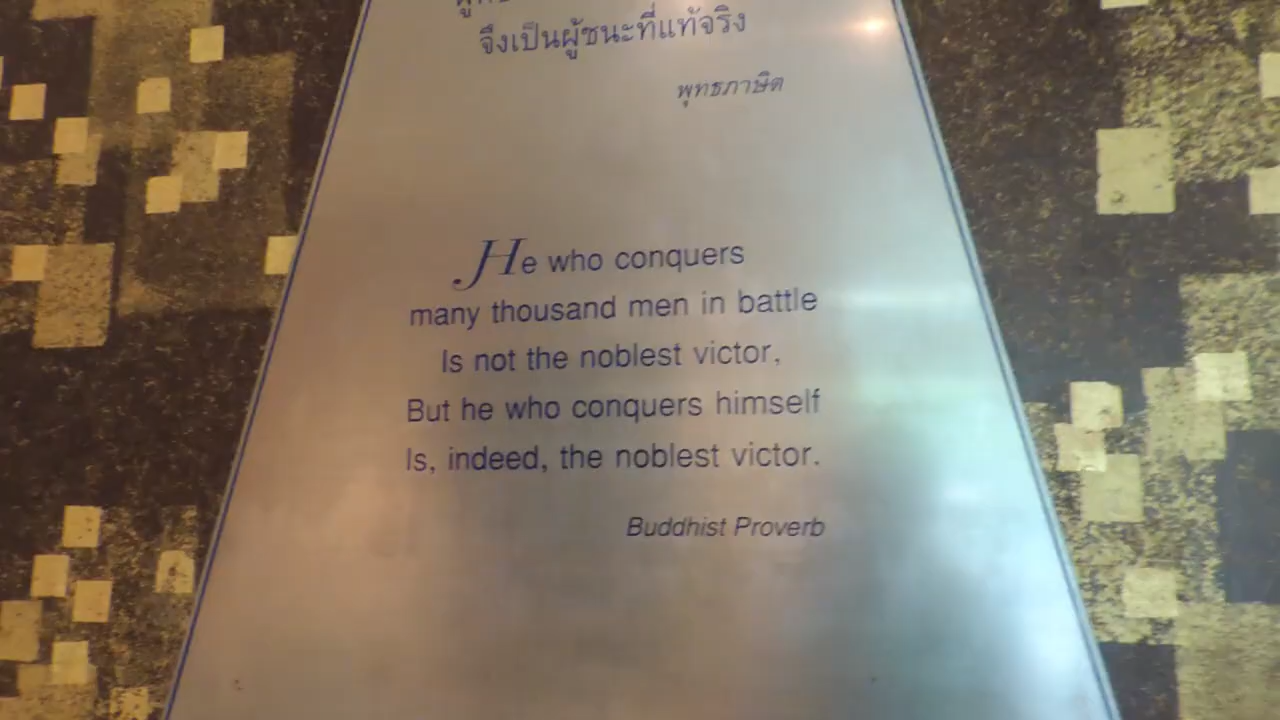 จึงเป็นผู้ชนะที่แท้จริง
พุทธภาษิต
He who conquers
many thousand men in battle
Is not the noblest victor,
But he who conquers himself
Is, indeed, the noblest victor.
Buddhist Proverb